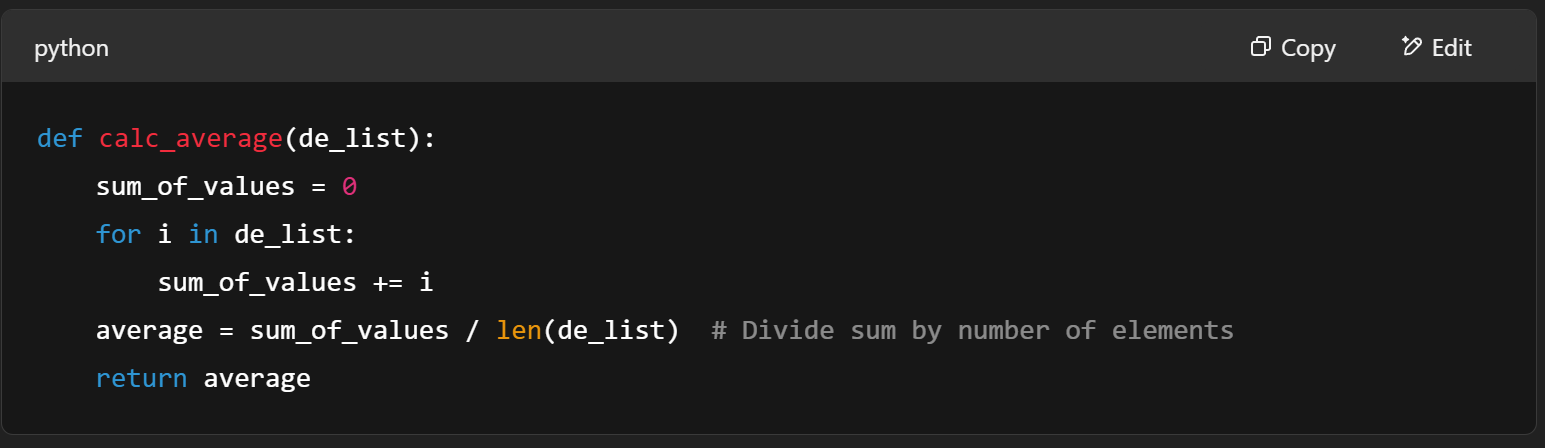 python Copy Edit
def calc_average(de_list):
    sum_of_values = 0
    for i in de_list:
        sum_of_values += i
    average = sum_of_values / len(de_list)  # Divide sum by number of elements
    return average